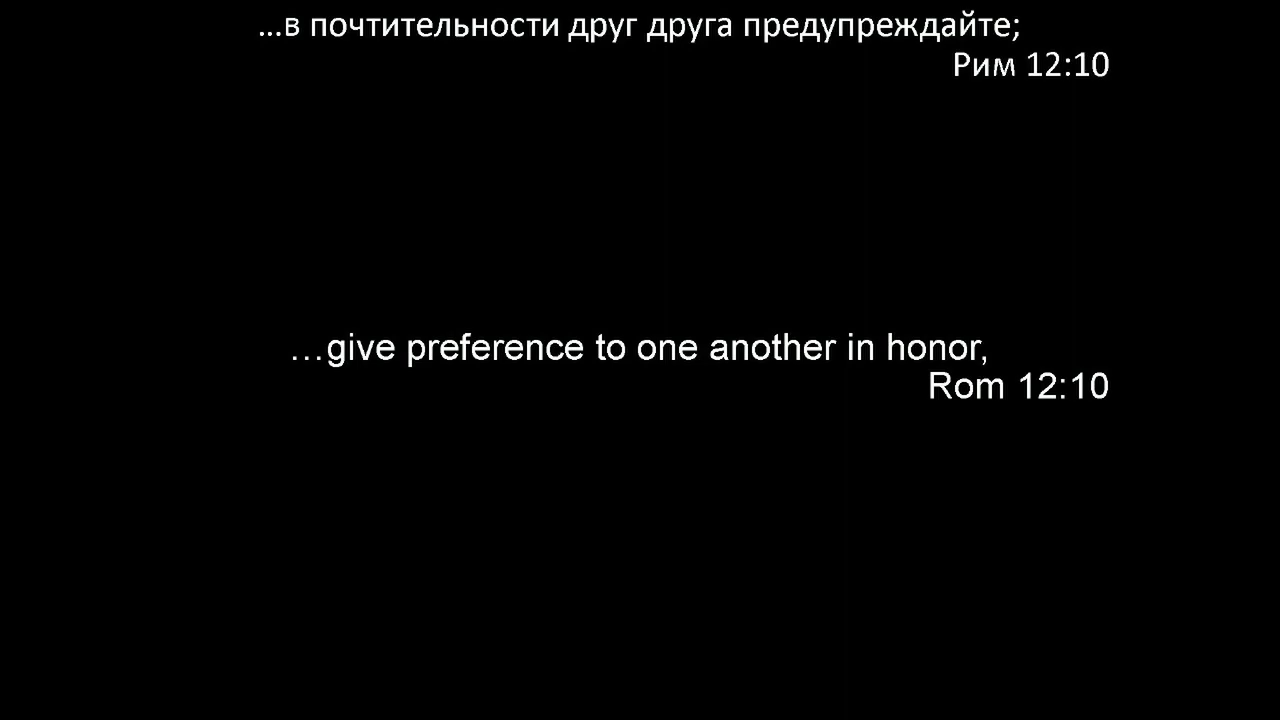 …в почтительности друг друга предупреждайте;
Рим 12:10
…give preference to one another in honor,
Rom 12:10